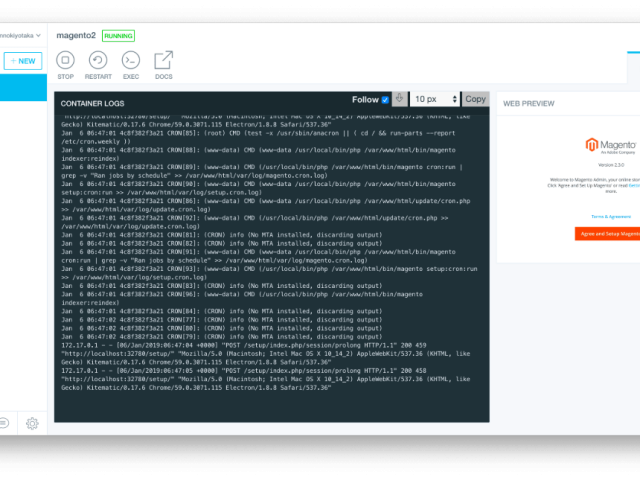 magento2 RUNNING
+ NEW
STOP RESTART EXEC DOCS
CONTAINER LOGS Follow 10 px Copy
"http://localhost:32780/setup/" "Mozilla/5.0 (Macintosh; Intel Mac OS X 10_14_2) AppleWebKit/537.36 (KHTML, like
Gecko) Kitematic/0.17.6 Chrome/59.0.3071.115 Electron/1.8.8 Safari/537.36"
Jan 6 06:47:01 4c8f382f3a21 CRON[85]: (root) CMD (test -x /usr/sbin/anacron || ( cd / && run-parts --report
/etc/cron.weekly ))
Jan 6 06:47:01 4c8f382f3a21 CRON[88]: (www-data) CMD (www-data /usr/local/bin/php /var/www/html/bin/magento
indexer:reindex)
Jan 6 06:47:01 4c8f382f3a21 CRON[89]: (www-data) CMD (/usr/local/bin/php /var/www/html/bin/magento cron:run |
grep -v "Ran jobs by schedule" >> /var/www/html/var/log/magento.cron.log)
Jan 6 06:47:01 4c8f382f3a21 CRON[90]: (www-data) CMD (www-data /usr/local/bin/php /var/www/html/bin/magento
setup:cron:run >> /var/www/html/var/log/setup.cron.log)
Jan 6 06:47:01 4c8f382f3a21 CRON[86]: (www-data) CMD (www-data /usr/local/bin/php /var/www/html/update/cron.php
>> /var/www/html/var/log/update.cron.log)
Jan 6 06:47:01 4c8f382f3a21 CRON[92]: (www-data) CMD (/usr/local/bin/php /var/www/html/update/cron.php >>
/var/www/html/var/log/update.cron.log)
Jan 6 06:47:01 4c8f382f3a21 CRON[81]: (CRON) info (No MTA installed, discarding output)
Jan 6 06:47:01 4c8f382f3a21 CRON[82]: (CRON) info (No MTA installed, discarding output)
Jan 6 06:47:01 4c8f382f3a21 CRON[91]: (www-data) CMD (www-data /usr/local/bin/php /var/www/html/bin/magento
cron:run | grep -v "Ran jobs by schedule" >> /var/www/html/var/log/magento.cron.log)
Jan 6 06:47:01 4c8f382f3a21 CRON[93]: (www-data) CMD (/usr/local/bin/php /var/www/html/bin/magento setup:cron:run
>> /var/www/html/var/log/setup.cron.log)
Jan 6 06:47:01 4c8f382f3a21 CRON[83]: (CRON) info (No MTA installed, discarding output)
Jan 6 06:47:01 4c8f382f3a21 CRON[96]: (www-data) CMD (/usr/local/bin/php /var/www/html/bin/magento
indexer:reindex)
Jan 6 06:47:01 4c8f382f3a21 CRON[84]: (CRON) info (No MTA installed, discarding output)
Jan 6 06:47:01 4c8f382f3a21 CRON[77]: (CRON) info (No MTA installed, discarding output)
Jan 6 06:47:02 4c8f382f3a21 CRON[80]: (CRON) info (No MTA installed, discarding output)
Jan 6 06:47:02 4c8f382f3a21 CRON[79]: (CRON) info (No MTA installed, discarding output)
172.17.0.1 - - [06/Jan/2019:06:47:04 +0000] "POST /setup/index.php/session/prolong HTTP/1.1" 200 459
"http://localhost:32780/setup/" "Mozilla/5.0 (Macintosh; Intel Mac OS X 10_14_2) AppleWebKit/537.36 (KHTML, like
Gecko) Kitematic/0.17.6 Chrome/59.0.3071.115 Electron/1.8.8 Safari/537.36"
172.17.0.1 - - [06/Jan/2019:06:47:05 +0000] "POST /setup/index.php/session/prolong HTTP/1.1" 200 458
"http://localhost:32780/setup/" "Mozilla/5.0 (Macintosh; Intel Mac OS X 10_14_2) AppleWebKit/537.36 (KHTML, like
Gecko) Kitematic/0.17.6 Chrome/59.0.3071.115 Electron/1.8.8 Safari/537.36"
WEB PREVIEW
Magento
An Adobe Company
Version 2.3.0
Welcome to Magento Admin, your online stor
Click 'Agree and Set Up Magento' or read
more.
Terms & Agreement
Agree and Setup Magento